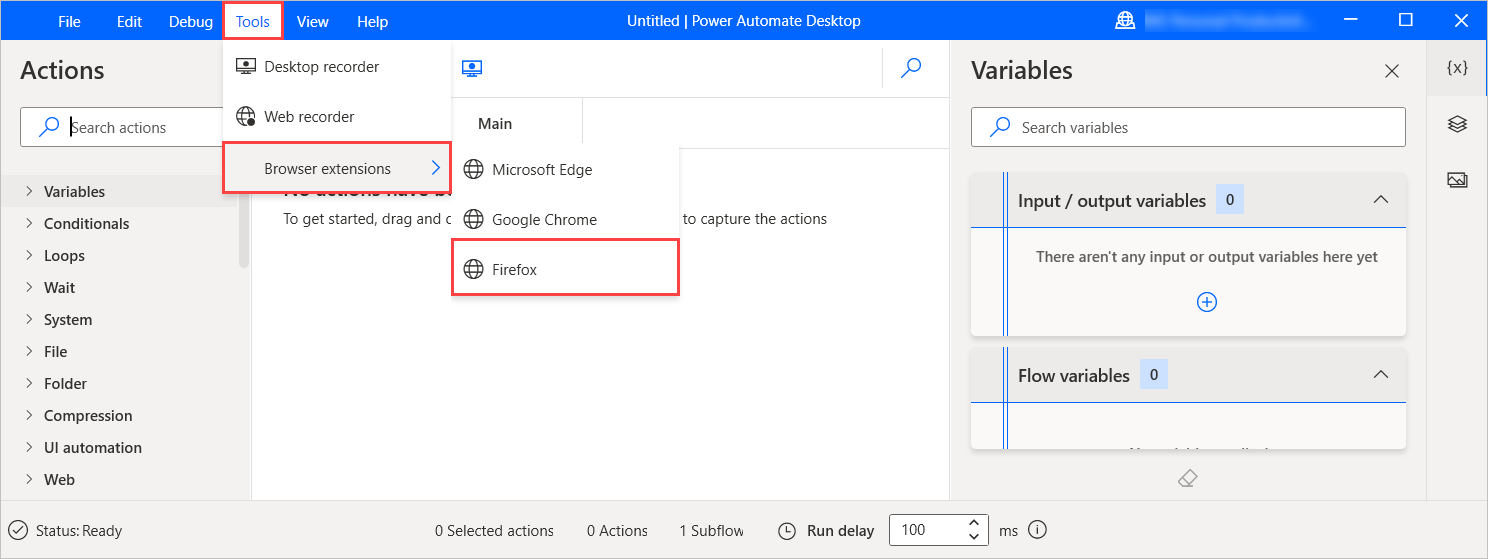 File Edit Debug Tools View Help Untitled | Power Automate Desktop
Actions
Search actions
Variables
Conditionals
Loops
Wait
System
File
Folder
Compression
UI automation
Web
Desktop recorder
Web recorder
Browser extensions
Microsoft Edge
Google Chrome
Firefox
Main
No actions have
To get started, drag and to capture the actions
Variables
{x}
Search variables
Input / output variables 0
There aren't any input or output variables here yet
Flow variables 0
Status: Ready 0 Selected actions 0 Actions 1 Subflow Run delay 100 ms